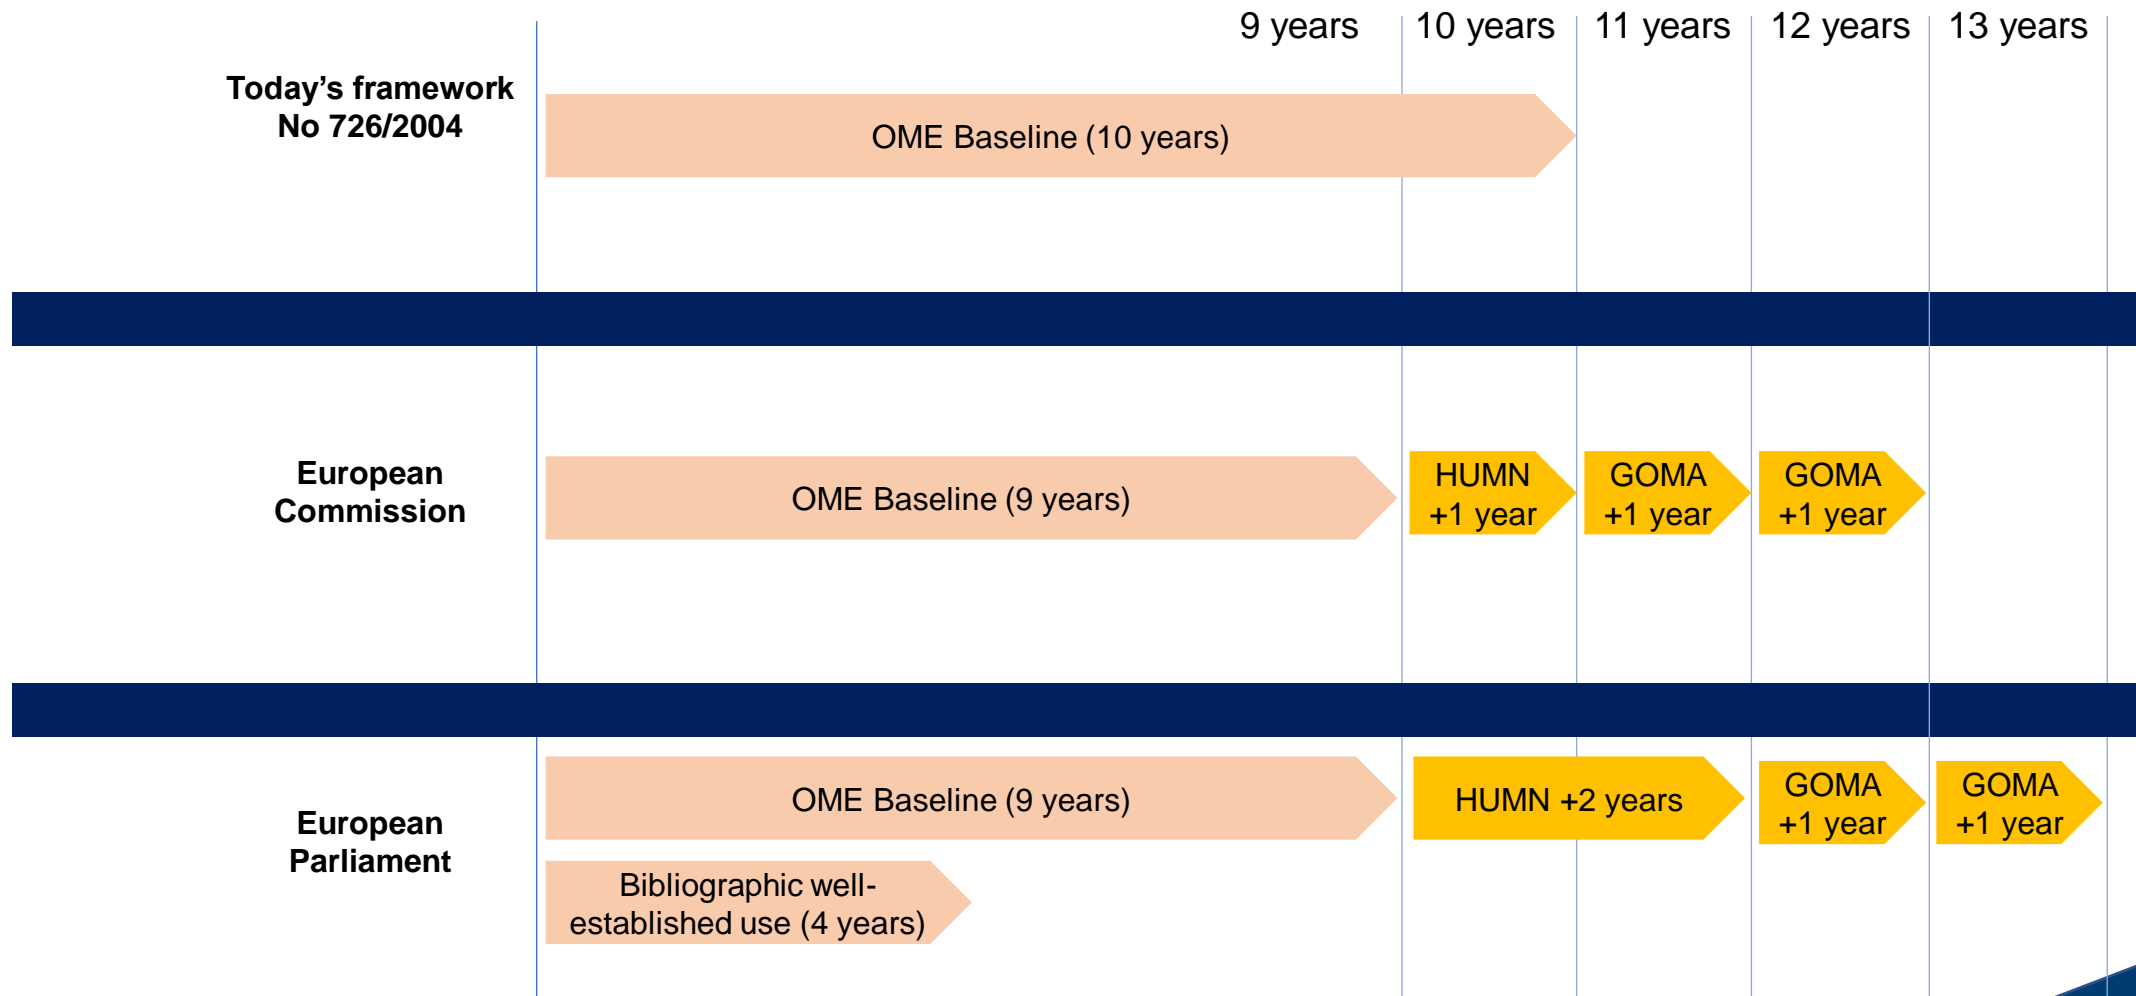 9 years
10 years
11 years
12 years
13 years
Today’s framework
No 726/2004
OME Baseline (10 years)
European
Commission
OME Baseline (9 years)
HUMN
+1 year
GOMA
+1 year
GOMA
+1 year
European
Parliament
OME Baseline (9 years)
HUMN +2 years
GOMA
+1 year
GOMA
+1 year
Bibliographic well-
established use (4 years)